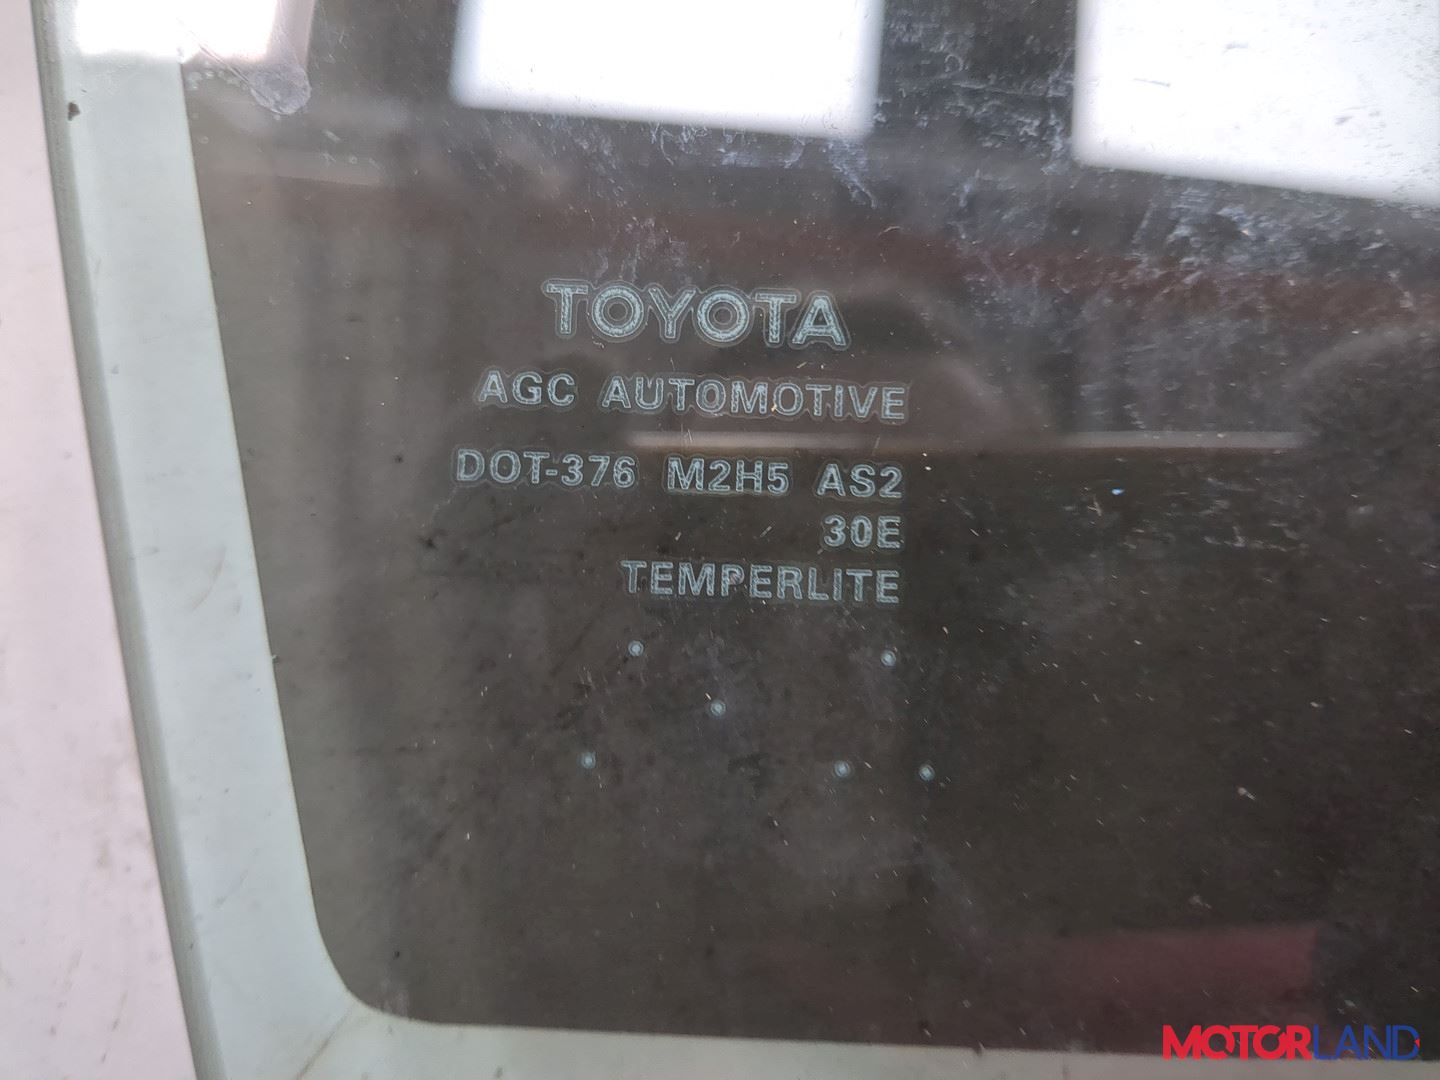 TOYOTA
AGC AUTOMOTIVE
DOT-376 M2H5 AS2
30E
TEMPERLITE
MOTORLAND